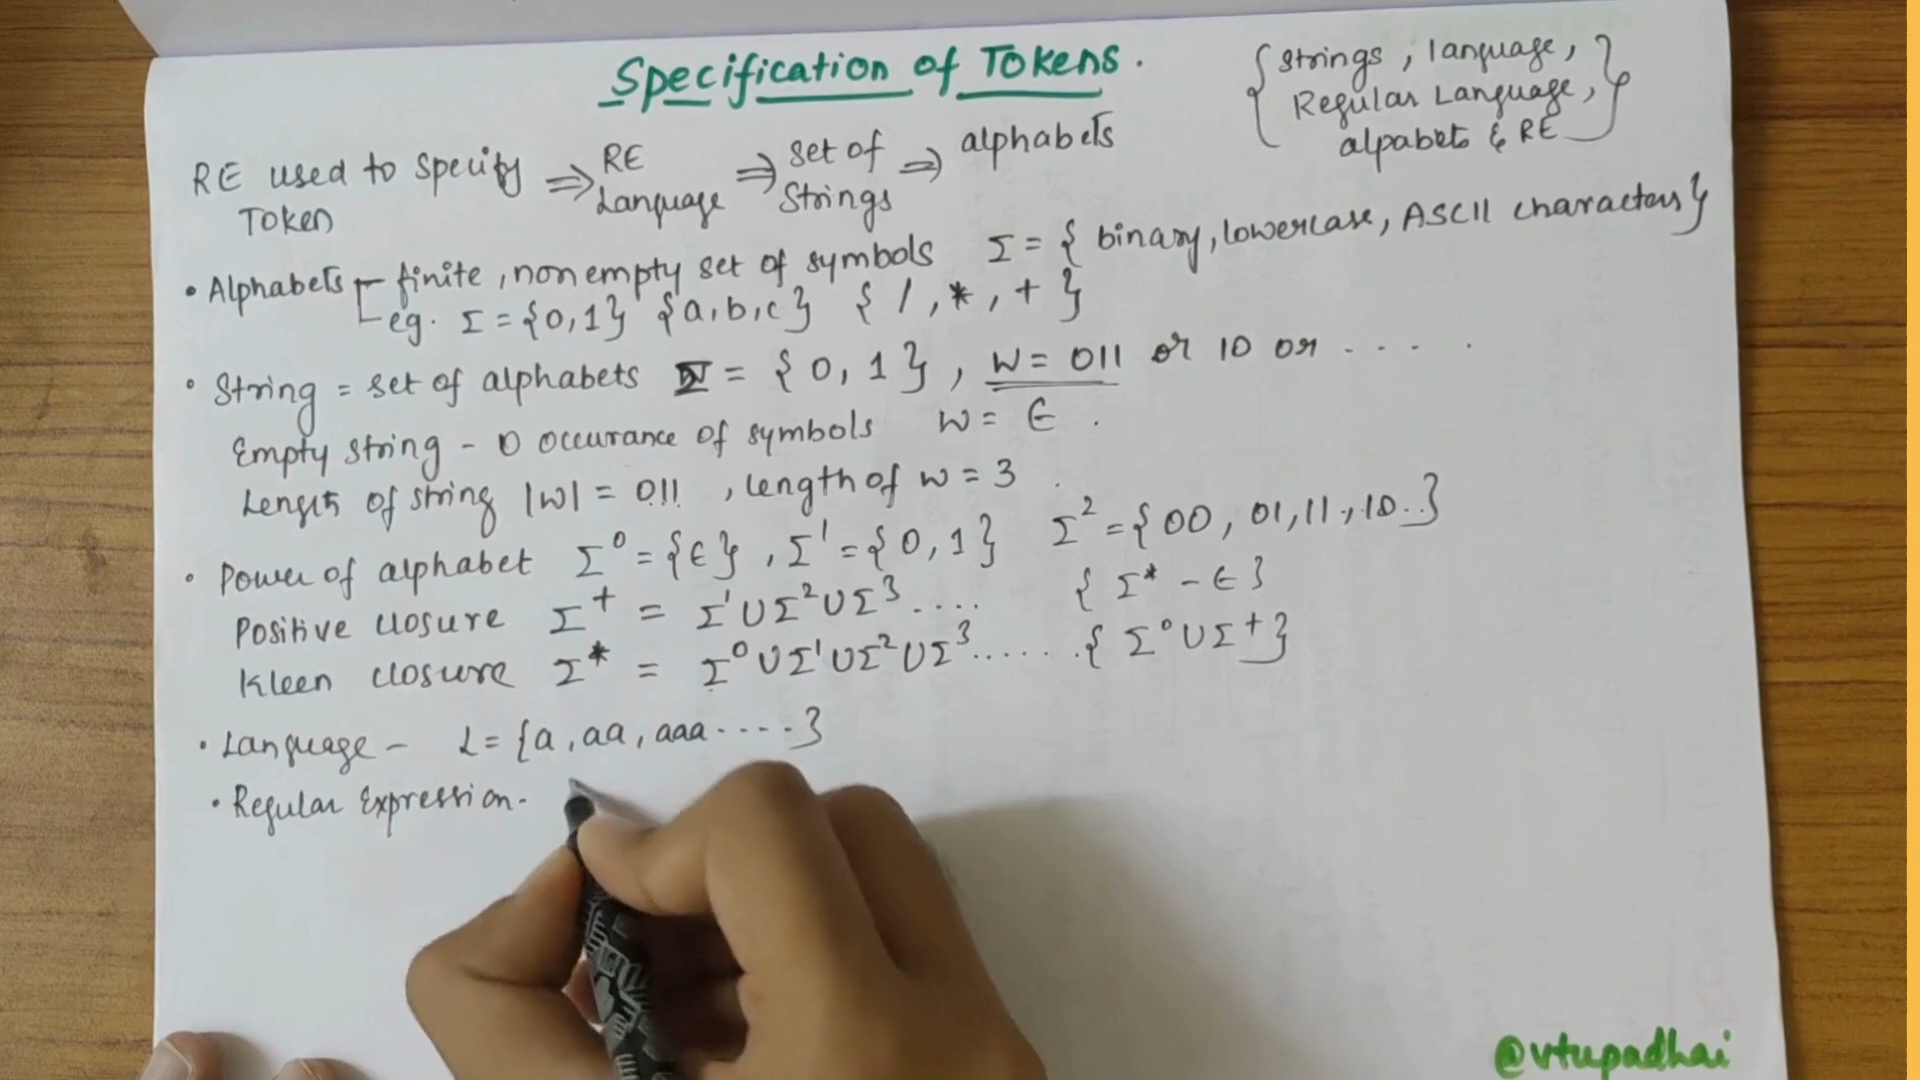 Specification of Tokens.
{ Strings, language,
Regular Language,
alpabets & RE }
RE used to specify Token ⇒ RE Language ⇒ set of Strings ⇒ alphabets
• Alphabets - finite, non empty set of symbols Σ = { binary, lowercase, ASCII characters }
eg. Σ = {0,1} {a,b,c} { /, *, + }
• String = set of alphabets Σ = { 0, 1 }, W = 011 or 10 or - - - -
Empty string - 0 occurance of symbols W = ∈ .
Length of string |w| = 011 , length of w = 3 .
• Power of alphabet Σ⁰ = {∈}, Σ¹ = {0,1} Σ² = {00, 01, 11, 10..}
Positive closure Σ⁺ = Σ¹ ∪ Σ² ∪ Σ³ .... { Σ* - ∈ }
Kleen closure Σ* = Σ⁰ ∪ Σ¹ ∪ Σ² ∪ Σ³ ....... { Σ⁰ ∪ Σ⁺ }
• Language - L = {a, aa, aaa - - - - }
• Regular Expression -
@vtupadhai